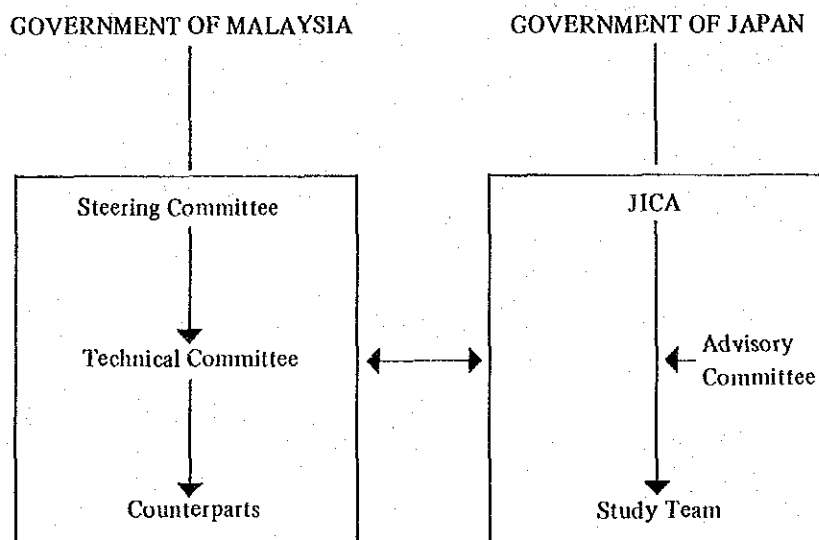 GOVERNMENT OF MALAYSIA
GOVERNMENT OF JAPAN
Steering Committee
JICA
Technical Committee
Advisory
Committee
Counterparts
Study Team